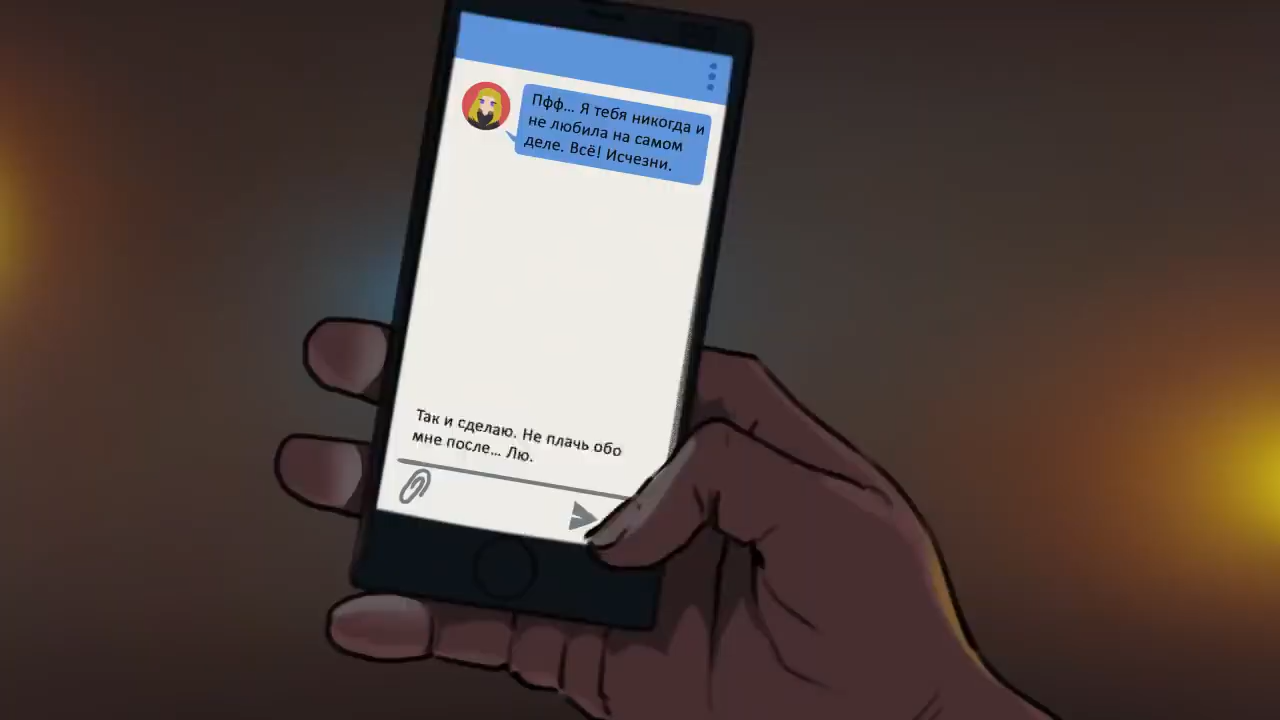 Пфф... Я тебя никогда и
не любила на самом
деле. Всё! Исчезни.
Так и сделаю. Не плачь обо
мне после... Лю.